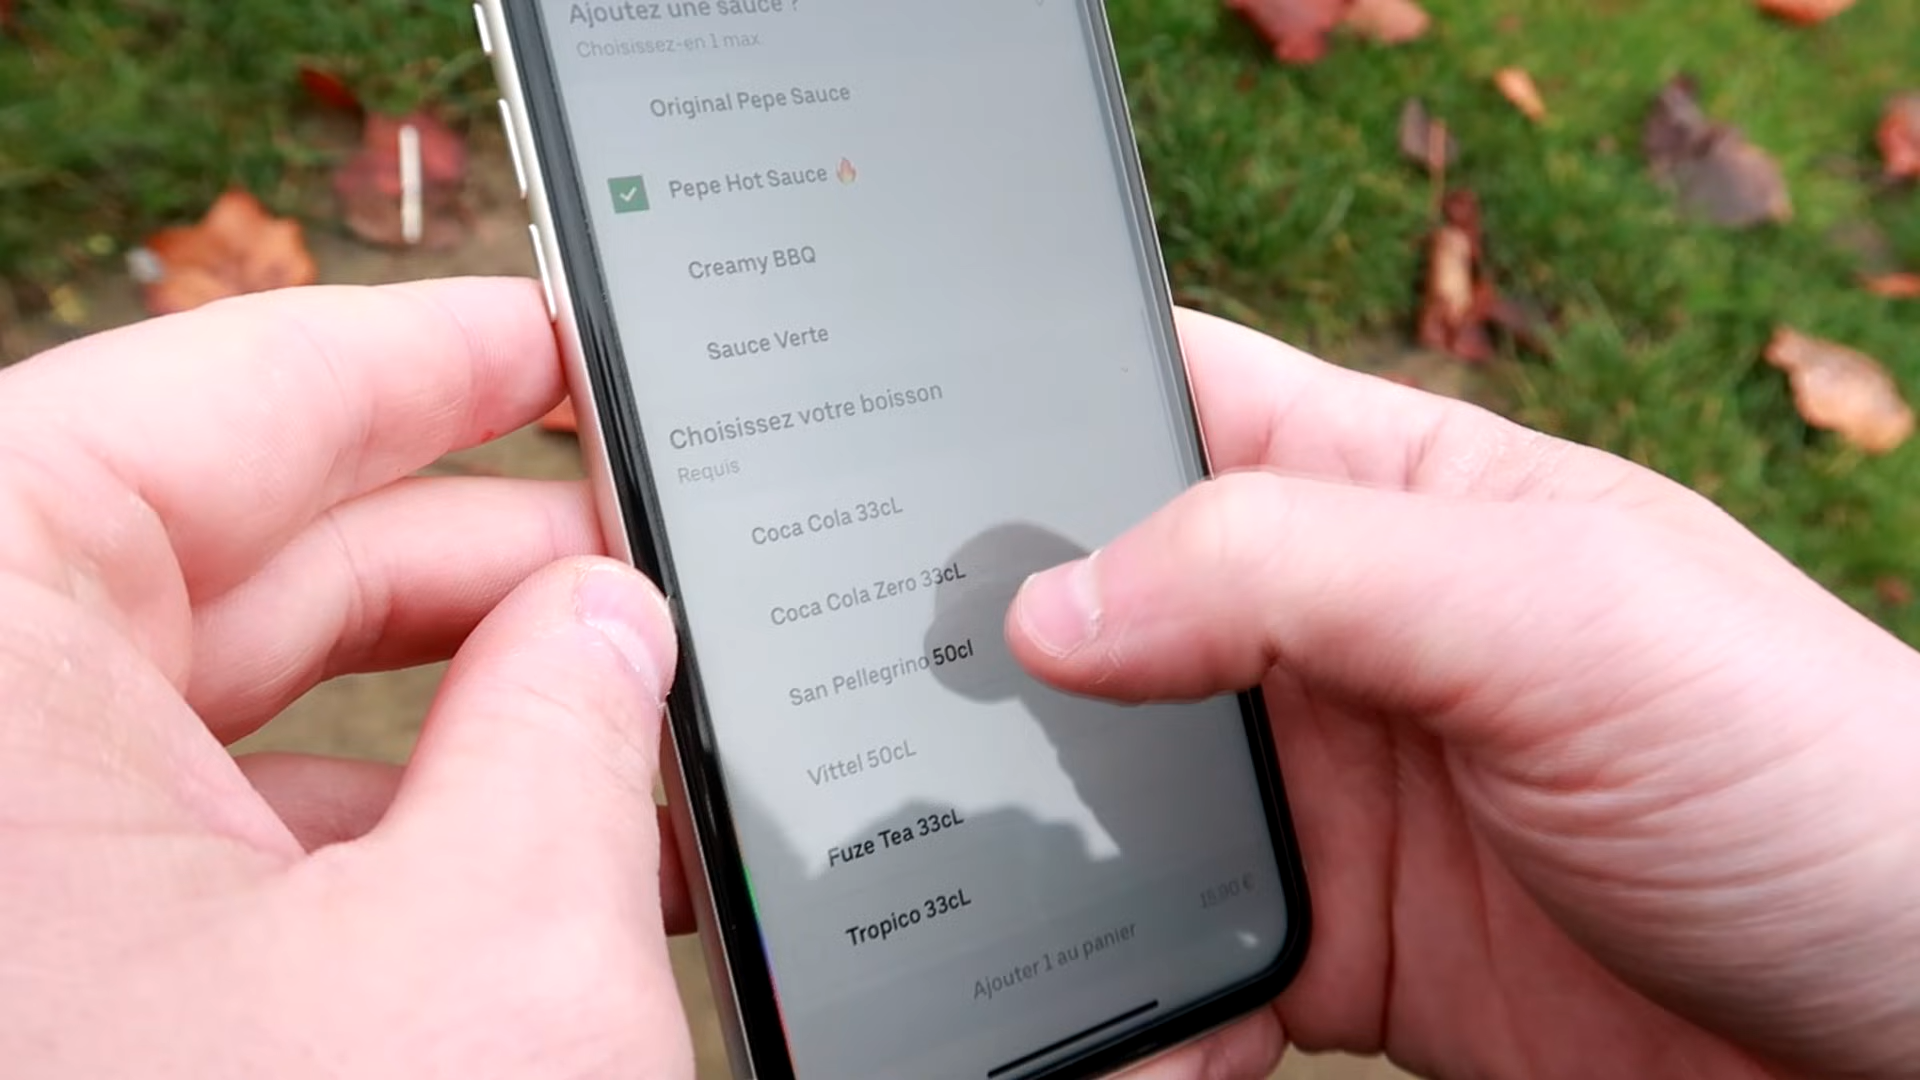 Ajoutez une sauce ?
Choisissez-en 1 max
Original Pepe Sauce
Pepe Hot Sauce 🔥
Creamy BBQ
Sauce Verte
Choisissez votre boisson
Requis
Coca Cola 33cL
Coca Cola Zero 33cL
San Pellegrino 50cl
Vittel 50cL
Fuze Tea 33cL
Tropico 33cL
15,90 €
Ajouter 1 au panier